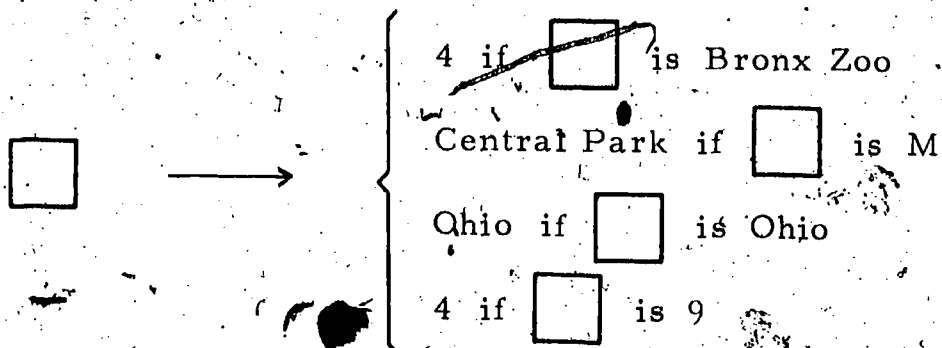 4 if □ is Bronx Zoo
Central Park if □ is M
□ → Ohio if □ is Ohio
4 if □ is 9